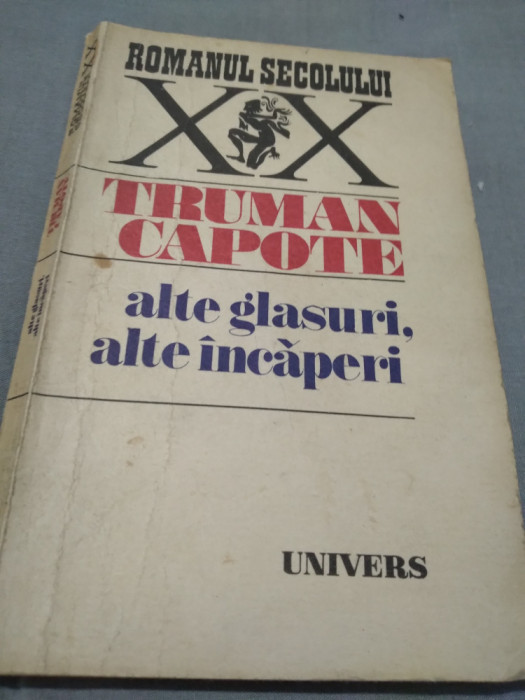 ROMANUL SECOLULUI
XX
TRUMAN
CAPOTE
alte glasuri,
alte încăperi
UNIVERS